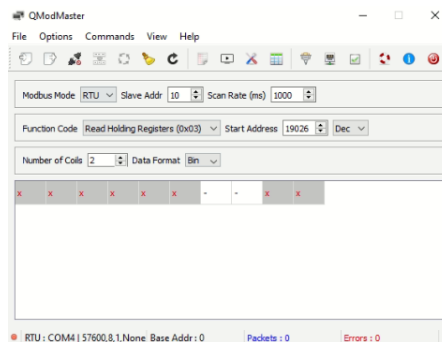 QModMaster
File Options Commands View Help
Modbus Mode RTU Slave Addr 10 Scan Rate (ms) 1000
Function Code Read Holding Registers (0x03) Start Address 19026 Dec
Number of Coils 2 Data Format Bin
x x x x x x - - x x
RTU : COM4 | 57600,8,1,None Base Addr : 0 Packets : 0 Errors : 0